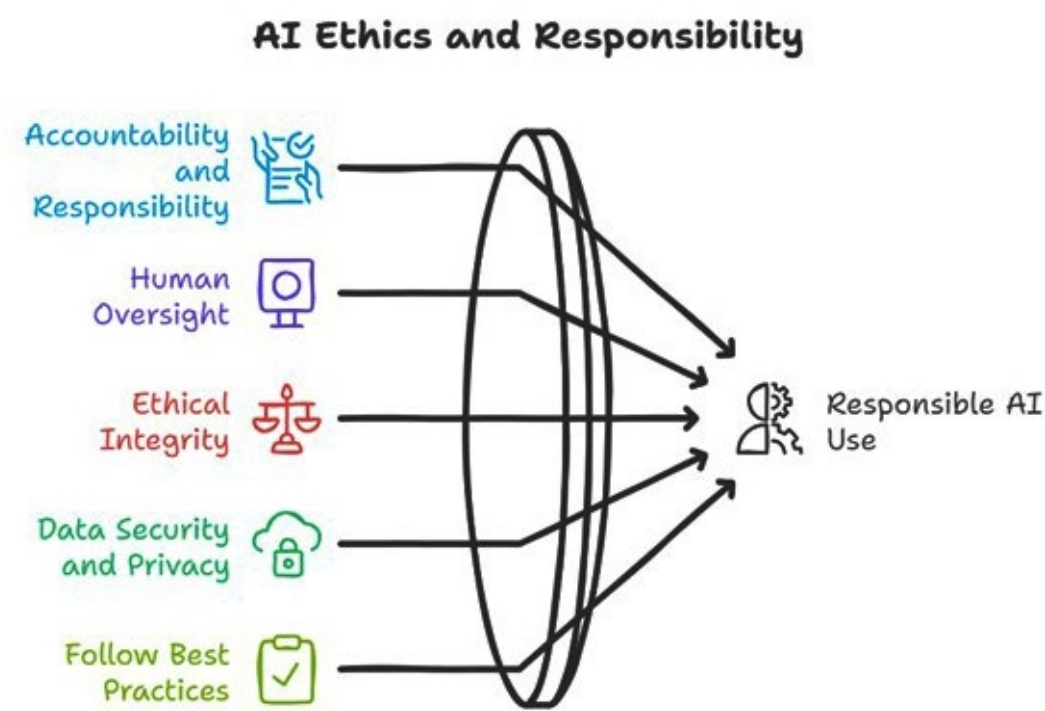 AI Ethics and Responsibility
Accountability
and
Responsibility
Human
Oversight
Ethical
Integrity
Responsible AI
Use
Data Security
and Privacy
Follow Best
Practices